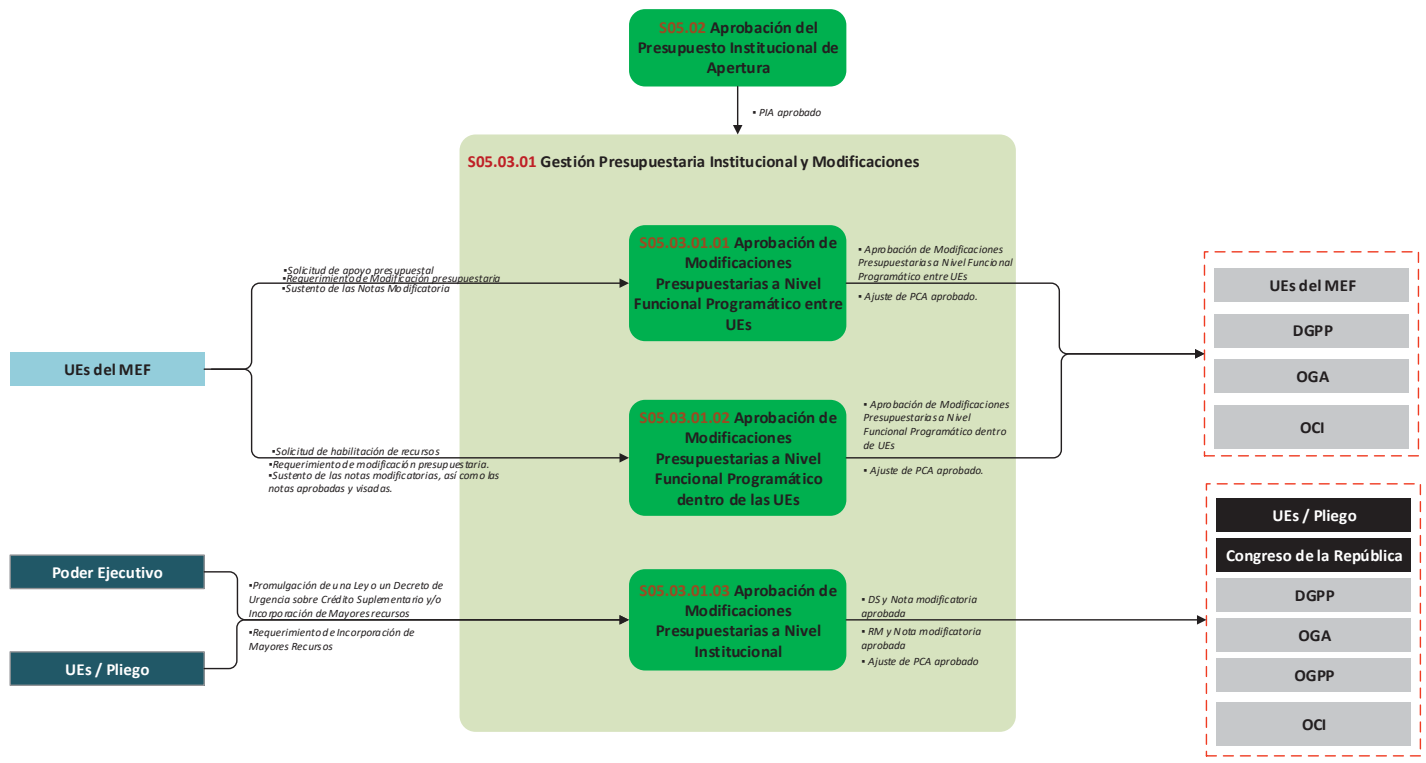 S05.02 Aprobación del
Presupuesto Institucional de
Apertura
▪ PIA aprobado
S05.03.01 Gestión Presupuestaria Institucional y Modificaciones
UEs del MEF
▪Solicitud de apoyo presupuestal
▪Requerimiento de Modificación presupuestaria
▪Sustento de las Notas Modificatoria
S05.03.01.01 Aprobación de
Modificaciones
Presupuestarias a Nivel
Funcional Programático entre
UEs
▪ Aprobación de Modificaciones
Presupuestarias a Nivel Funcional
Programático entre UEs
▪ Ajuste de PCA aprobado.
▪Solicitud de habilitación de recursos
▪Requerimiento de modificación presupuestaria.
▪Sustento de las notas modificatorias, así como las
notas aprobadas y visadas.
S05.03.01.02 Aprobación de
Modificaciones
Presupuestarias a Nivel
Funcional Programático
dentro de las UEs
▪ Aprobación de Modificaciones
Presupuestarias a Nivel
Funcional Programático dentro
de UEs
▪ Ajuste de PCA aprobado.
UEs del MEF
DGPP
OGA
OCI
Poder Ejecutivo
UEs / Pliego
▪Promulgación de una Ley o un Decreto de
Urgencia sobre Crédito Suplementario y/o
Incorporación de Mayores recursos
▪Requerimiento de Incorporación de
Mayores Recursos
S05.03.01.03 Aprobación de
Modificaciones
Presupuestarias a Nivel
Institucional
▪ DS y Nota modificatoria
aprobada
▪ RM y Nota modificatoria
aprobada
▪ Ajuste de PCA aprobado
UEs / Pliego
Congreso de la República
DGPP
OGA
OGPP
OCI